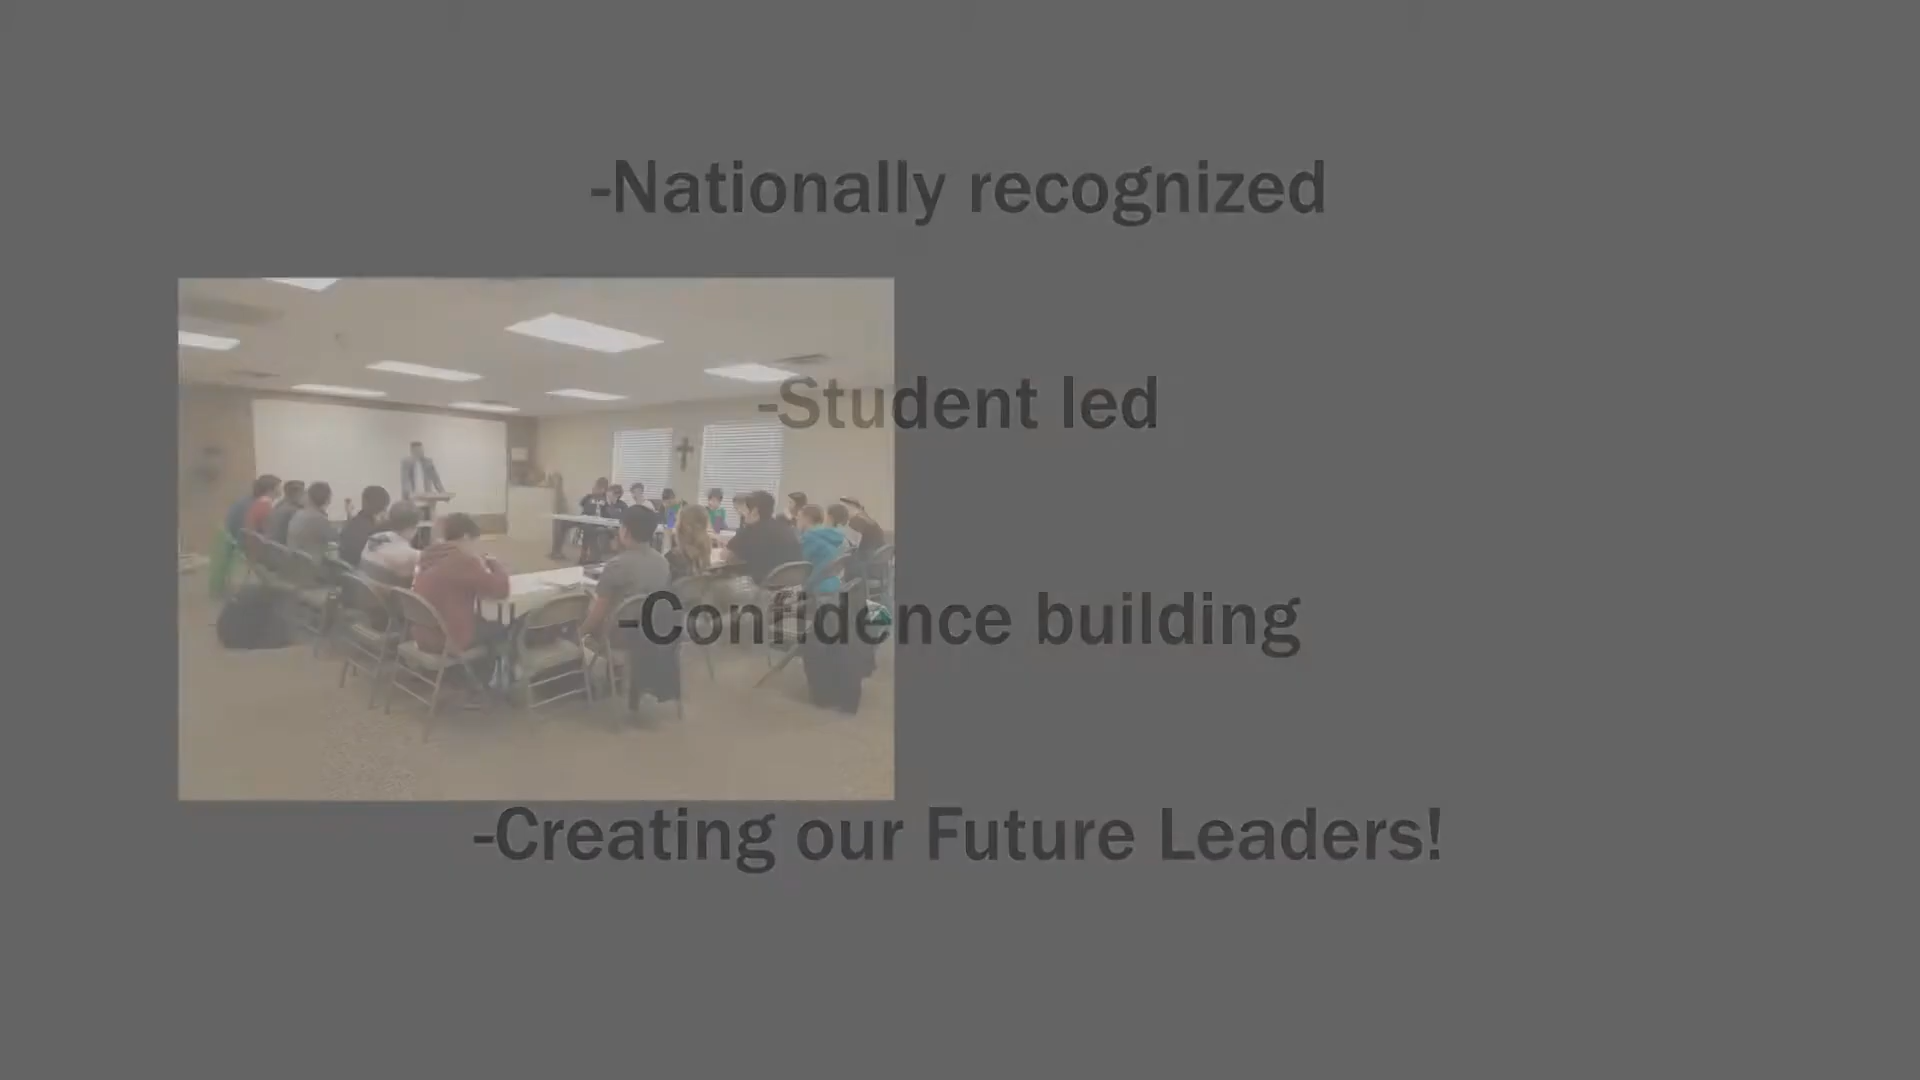 -Nationally recognized
-Student led
-Confidence building
-Creating our Future Leaders!